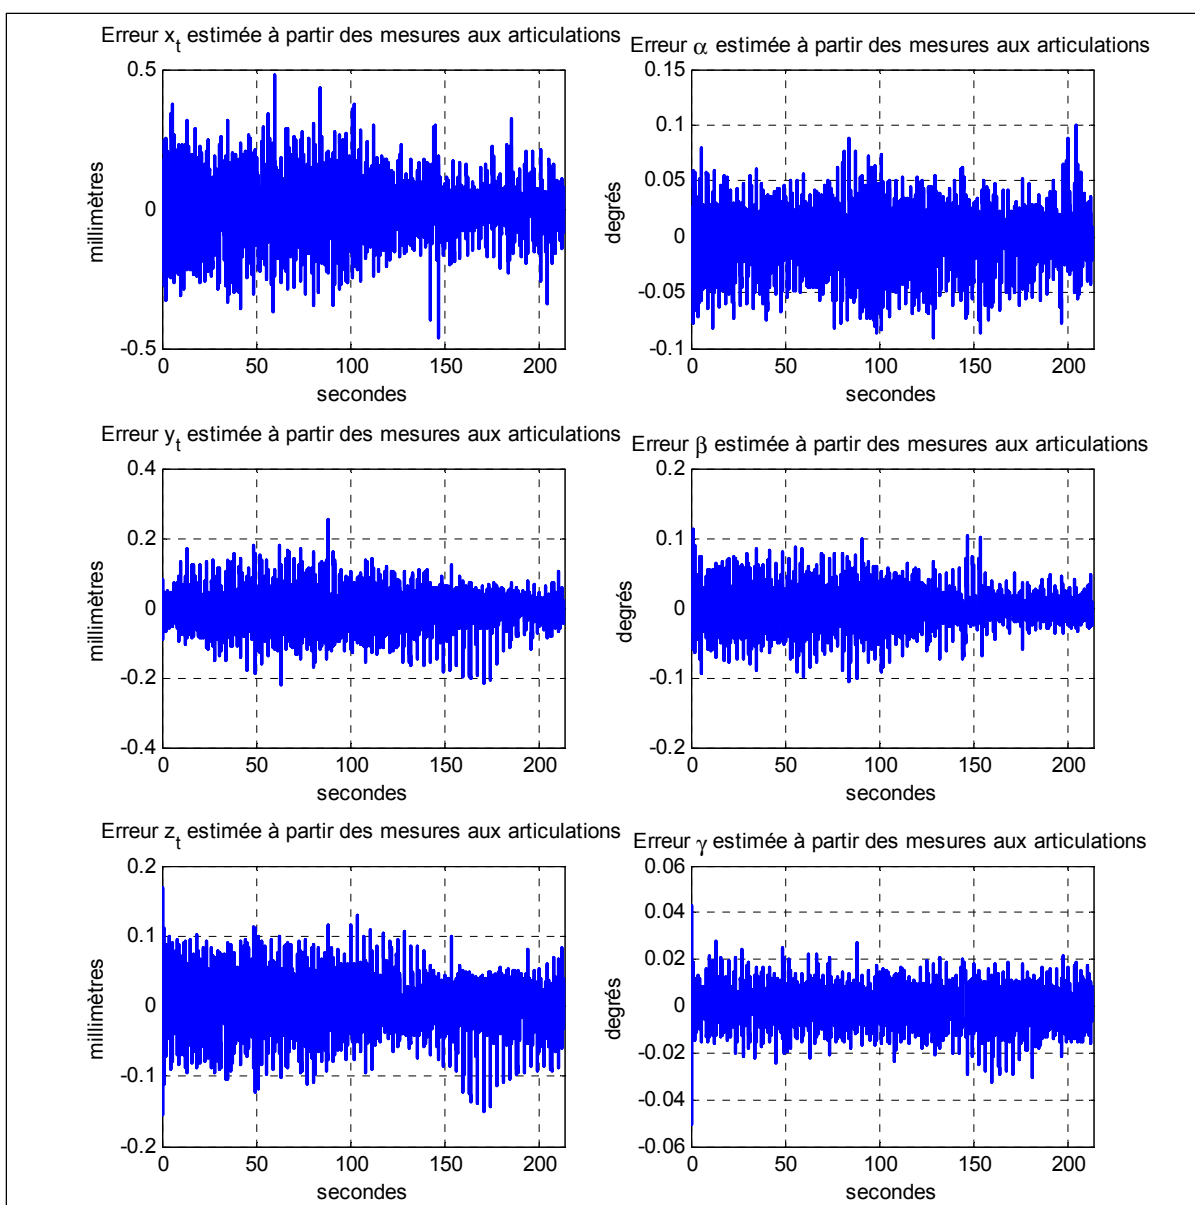 Erreur x_t estimée à partir des mesures aux articulations
0.5
0
-0.5
millimètres
0 50 100 150 200
secondes
Erreur α estimée à partir des mesures aux articulations
0.15
0.1
0.05
0
-0.05
-0.1
degrés
0 50 100 150 200
secondes
Erreur y_t estimée à partir des mesures aux articulations
0.4
0.2
0
-0.2
-0.4
millimètres
0 50 100 150 200
secondes
Erreur β estimée à partir des mesures aux articulations
0.2
0.1
0
-0.1
-0.2
degrés
0 50 100 150 200
secondes
Erreur z_t estimée à partir des mesures aux articulations
0.2
0.1
0
-0.1
-0.2
millimètres
0 50 100 150 200
secondes
Erreur γ estimée à partir des mesures aux articulations
0.06
0.04
0.02
0
-0.02
-0.04
-0.06
degrés
0 50 100 150 200
secondes